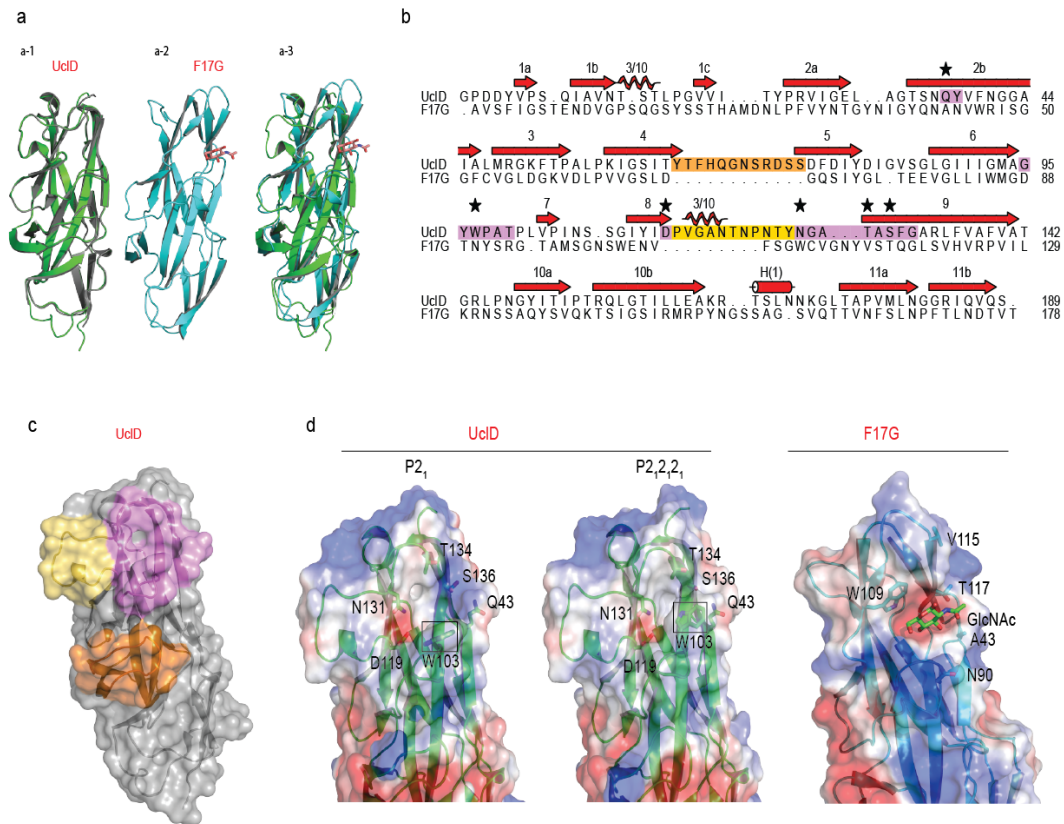 a
a-1
UclD
a-2
F17G
a-3
b
1a 1b 3/10 1c 2a 2b
UclD GPDDYVPS.QIAVNT.STLPGVVI...TYPRVIGEL..AGTSNQYVFNGGA 44
F17G .AVSFIGSTENDVGPSQGSYSSTHAMDNLPFVYNTGYNIGYQNANVWRISG 50
3 4 5 6
UclD IALMRGKFTPALPKIGSITYTFHQGNSRDSSDFDIYDIGVSGLGIIIGMAG 95
F17G GFCVGLDGKVDLPVVGSLD............GQSIYGL.TEEVGLLIWMGD 88
7 8 3/10 9
UclD YWPATPLVPINS.SGIYIDPVGANTNPNTYNGA...TASFGARLFVAFVAT 142
F17G TNYSRG.TAMSGNSWENV.........FSGWCVGNYVSTQGLSVHVRPVIL 129
10a 10b H(1) 11a 11b
UclD GRLPNGYITIPTRQLGTILLEAKR..TSLNNKGLTAPVMLNGGRIQVQS. 189
F17G KRNSSAQYSVQKTSIGSIRMRPYNGSSAG.SVQTTVNFSLNPFTLNDTVT 178
c
UclD
d
UclD
P2₁
P2₁2₁2₁
T134
S136
Q43
N131
D119
W103
T134
S136
Q43
N131
D119
W103
F17G
V115
W109
T117
GlcNAc
A43
N90